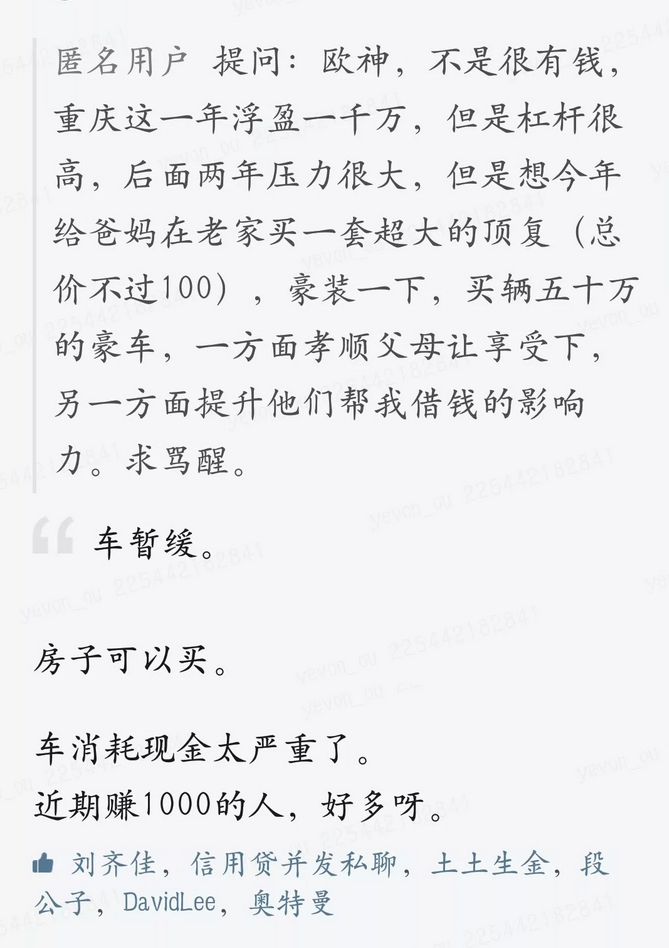 匿名用户 提问：欧神，不是很有钱，
重庆这一年浮盈一千万，但是杠杆很
高，后面两年压力很大，但是想今年
给爸妈在老家买一套超大的顶复（总
价不过100），豪装一下，买辆五十万
的豪车，一方面孝顺父母让享受下，
另一方面提升他们帮我借钱的影响
力。求骂醒。
车暂缓。
房子可以买。
车消耗现金太严重了。
近期赚1000的人，好多呀。
刘齐佳，信用贷并发私聊，土土生金，段
公子，DavidLee，奥特曼
yevon_ou 225442182841